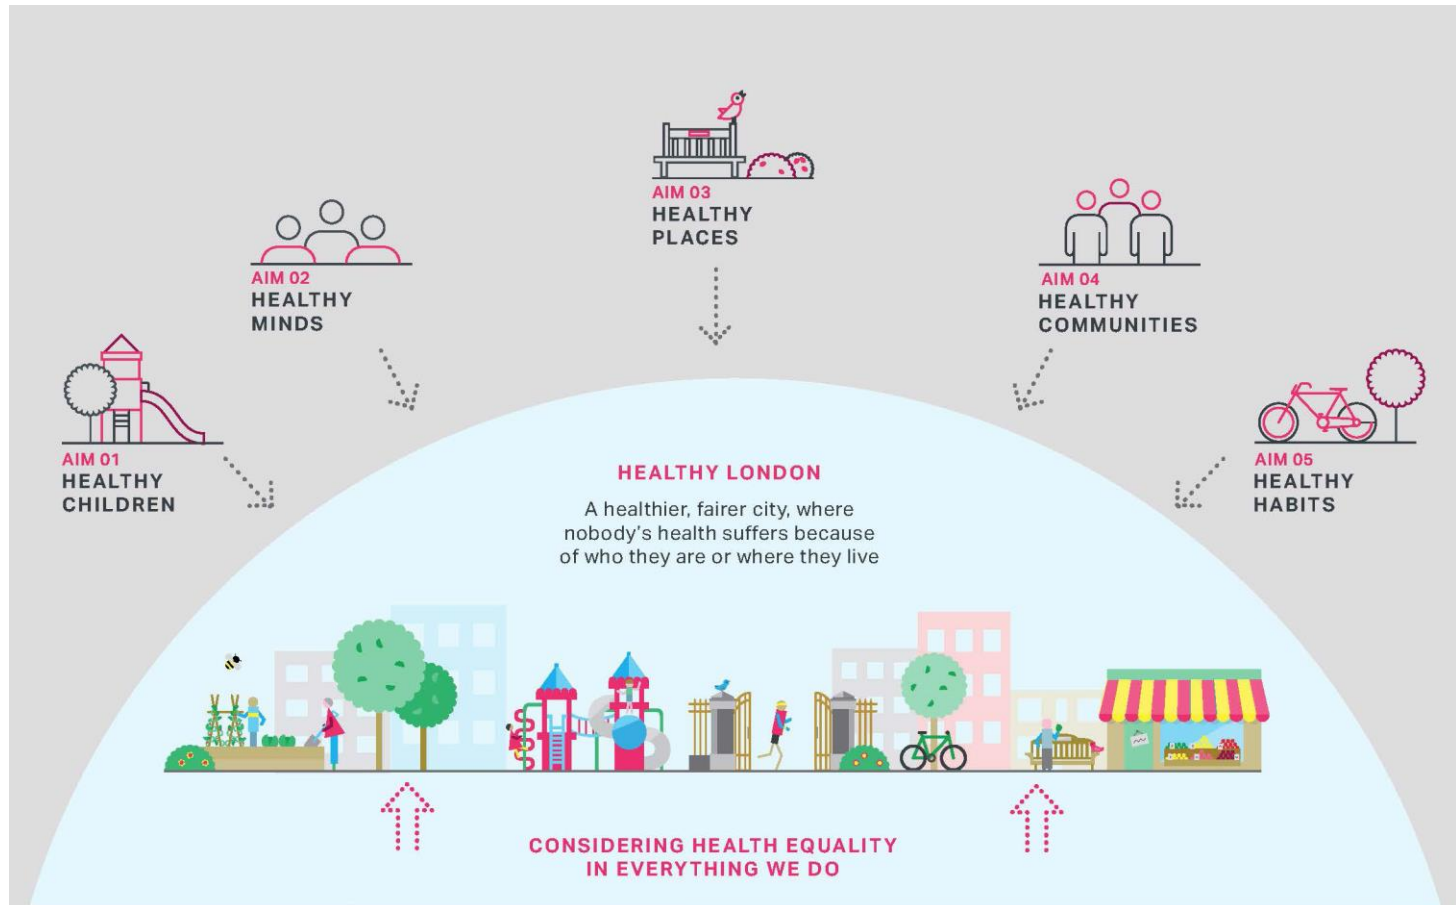 AIM 01
HEALTHY
CHILDREN
AIM 02
HEALTHY
MINDS
AIM 03
HEALTHY
PLACES
AIM 04
HEALTHY
COMMUNITIES
AIM 05
HEALTHY
HABITS
HEALTHY LONDON
A healthier, fairer city, where
nobody's health suffers because
of who they are or where they live
CONSIDERING HEALTH EQUALITY
IN EVERYTHING WE DO